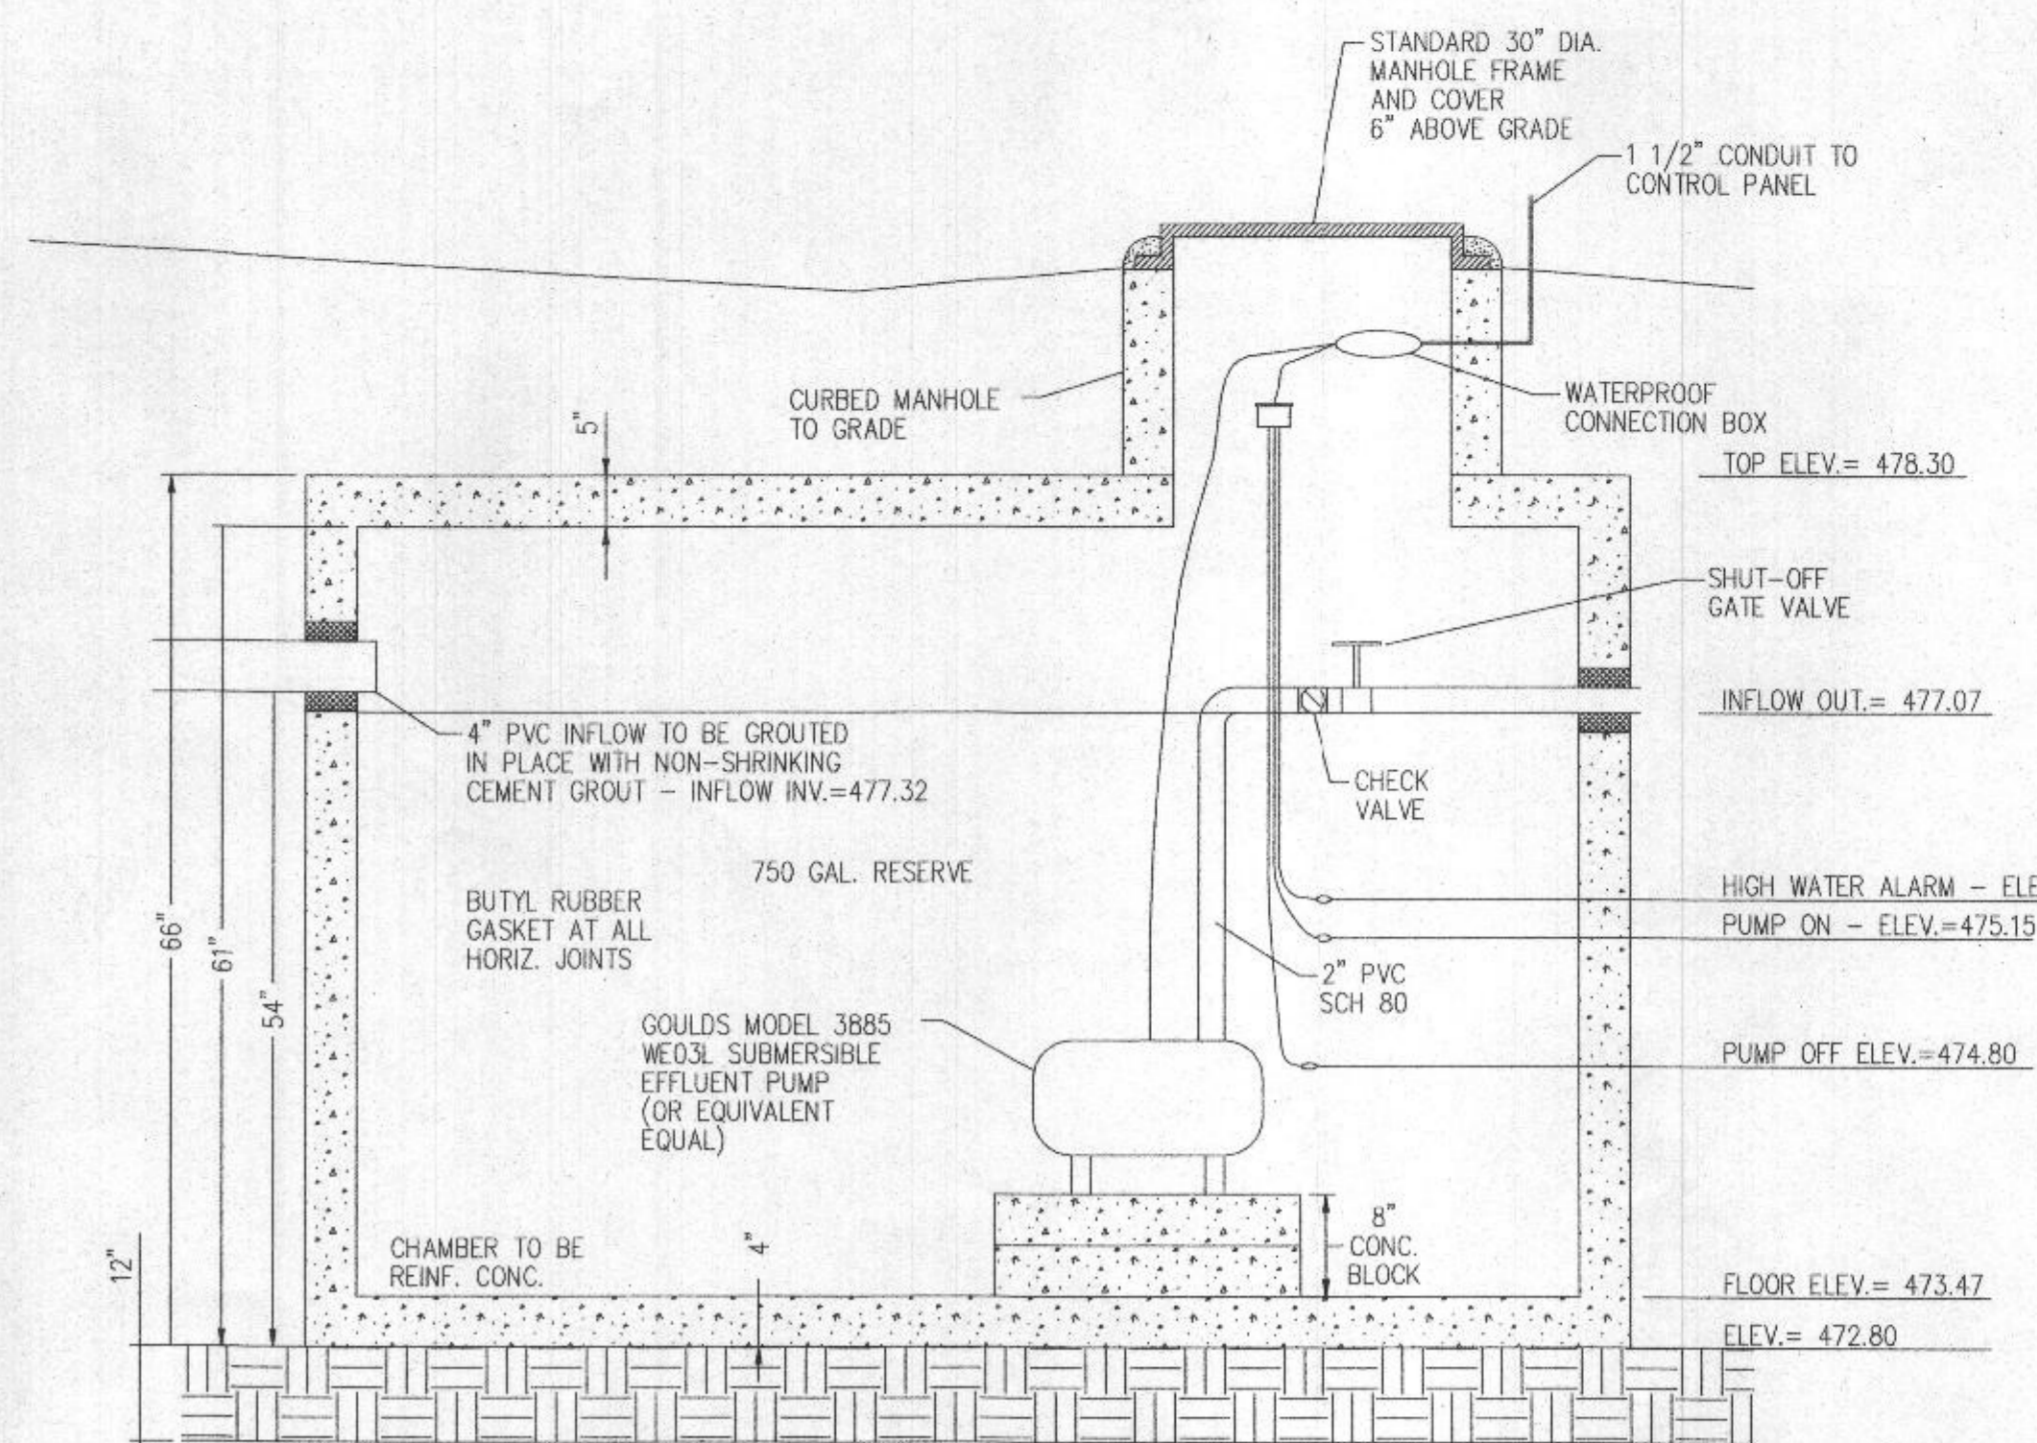 STANDARD 30" DIA.
MANHOLE FRAME
AND COVER
6" ABOVE GRADE
1 1/2" CONDUIT TO
CONTROL PANEL
CURBED MANHOLE
TO GRADE
5"
WATERPROOF
CONNECTION BOX
TOP ELEV.= 478.30
SHUT-OFF
GATE VALVE
INFLOW OUT.= 477.07
4" PVC INFLOW TO BE GROUTED
IN PLACE WITH NON-SHRINKING
CEMENT GROUT - INFLOW INV.=477.32
CHECK
VALVE
750 GAL. RESERVE
BUTYL RUBBER
GASKET AT ALL
HORIZ. JOINTS
HIGH WATER ALARM - ELE
PUMP ON - ELEV.=475.15
66"
61"
54"
2" PVC
SCH 80
GOULDS MODEL 3885
WE03L SUBMERSIBLE
EFFLUENT PUMP
(OR EQUIVALENT
EQUAL)
PUMP OFF ELEV.=474.80
8"
CONC.
BLOCK
CHAMBER TO BE
REINF. CONC.
4"
12"
FLOOR ELEV.= 473.47
ELEV.= 472.80